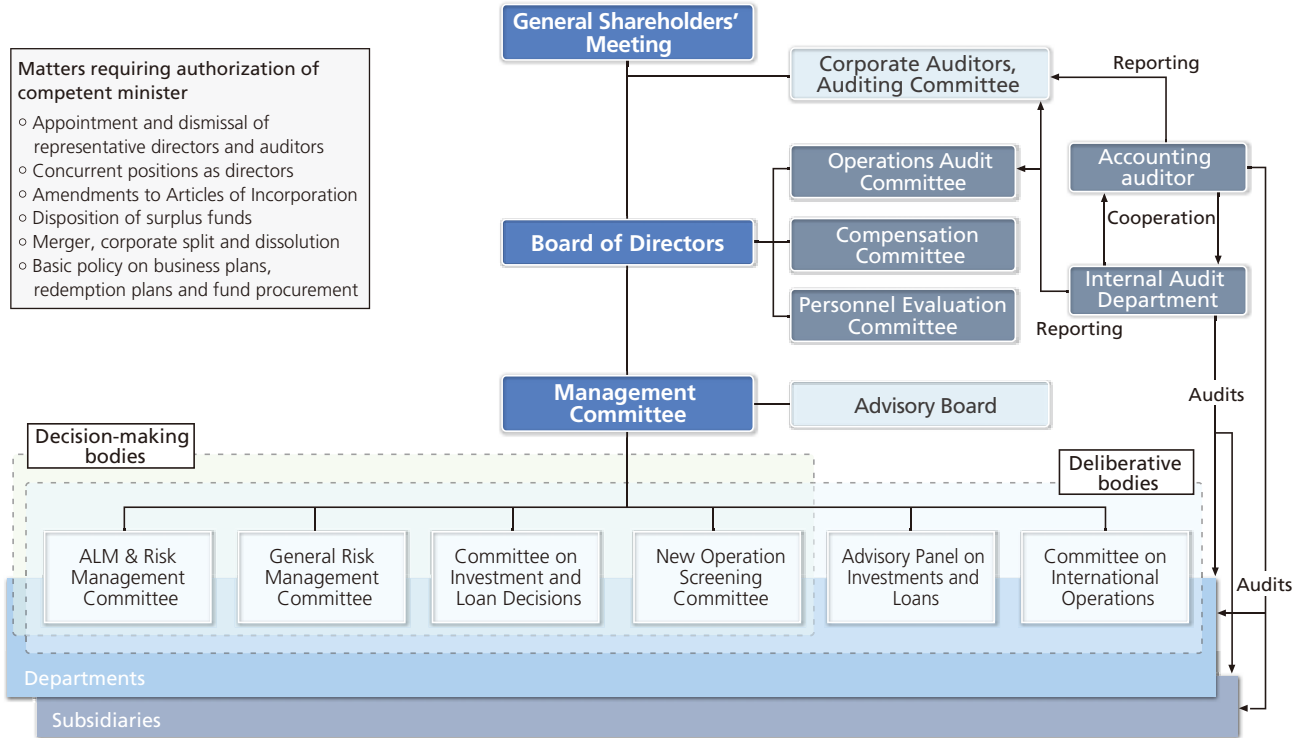 General Shareholders'
Meeting
Matters requiring authorization of
competent minister
○ Appointment and dismissal of
representative directors and auditors
○ Concurrent positions as directors
○ Amendments to Articles of Incorporation
○ Disposition of surplus funds
○ Merger, corporate split and dissolution
○ Basic policy on business plans,
redemption plans and fund procurement
Corporate Auditors,
Auditing Committee
Reporting
Operations Audit
Committee
Accounting
auditor
Cooperation
Board of Directors
Compensation
Committee
Internal Audit
Department
Personnel Evaluation
Committee
Reporting
Management
Committee
Advisory Board
Audits
Decision-making
bodies
Deliberative
bodies
ALM & Risk
Management
Committee
General Risk
Management
Committee
Committee on
Investment and
Loan Decisions
New Operation
Screening
Committee
Advisory Panel on
Investments and
Loans
Committee on
International
Operations
Audits
Departments
Subsidiaries